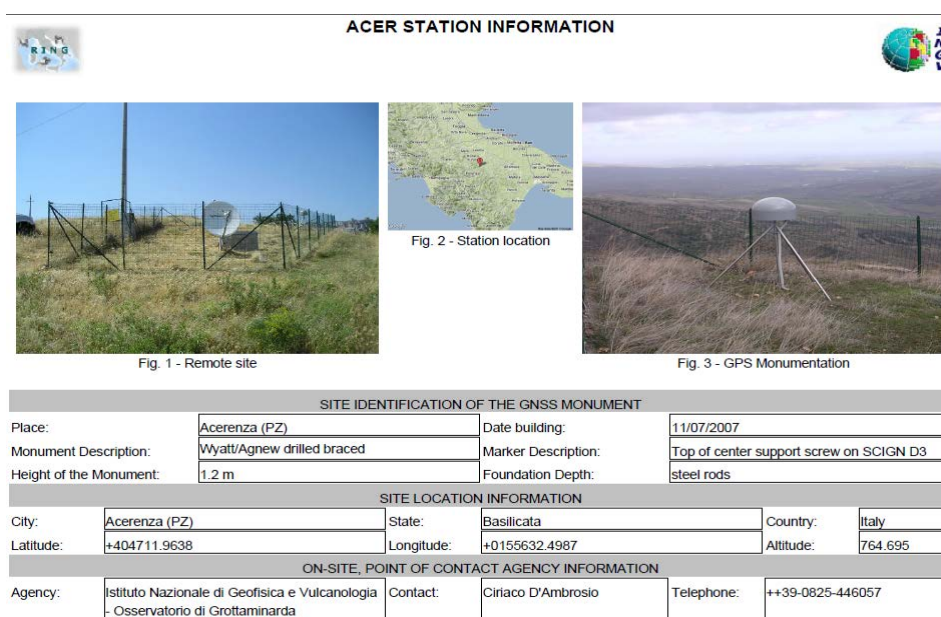 ACER STATION INFORMATION
RING
Fig. 2 - Station location
Fig. 1 - Remote site
Fig. 3 - GPS Monumentation
SITE IDENTIFICATION OF THE GNSS MONUMENT
Place: Acerenza (PZ) Date building: 11/07/2007
Monument Description: Wyatt/Agnew drilled braced Marker Description: Top of center support screw on SCIGN D3
Height of the Monument: 1.2 m Foundation Depth: steel rods
SITE LOCATION INFORMATION
City: Acerenza (PZ) State: Basilicata Country: Italy
Latitude: +404711.9638 Longitude: +0155632.4987 Altitude: 764.695
ON-SITE, POINT OF CONTACT AGENCY INFORMATION
Agency: Istituto Nazionale di Geofisica e Vulcanologia Contact: Ciriaco D'Ambrosio Telephone: ++39-0825-446057
- Osservatorio di Grottaminarda